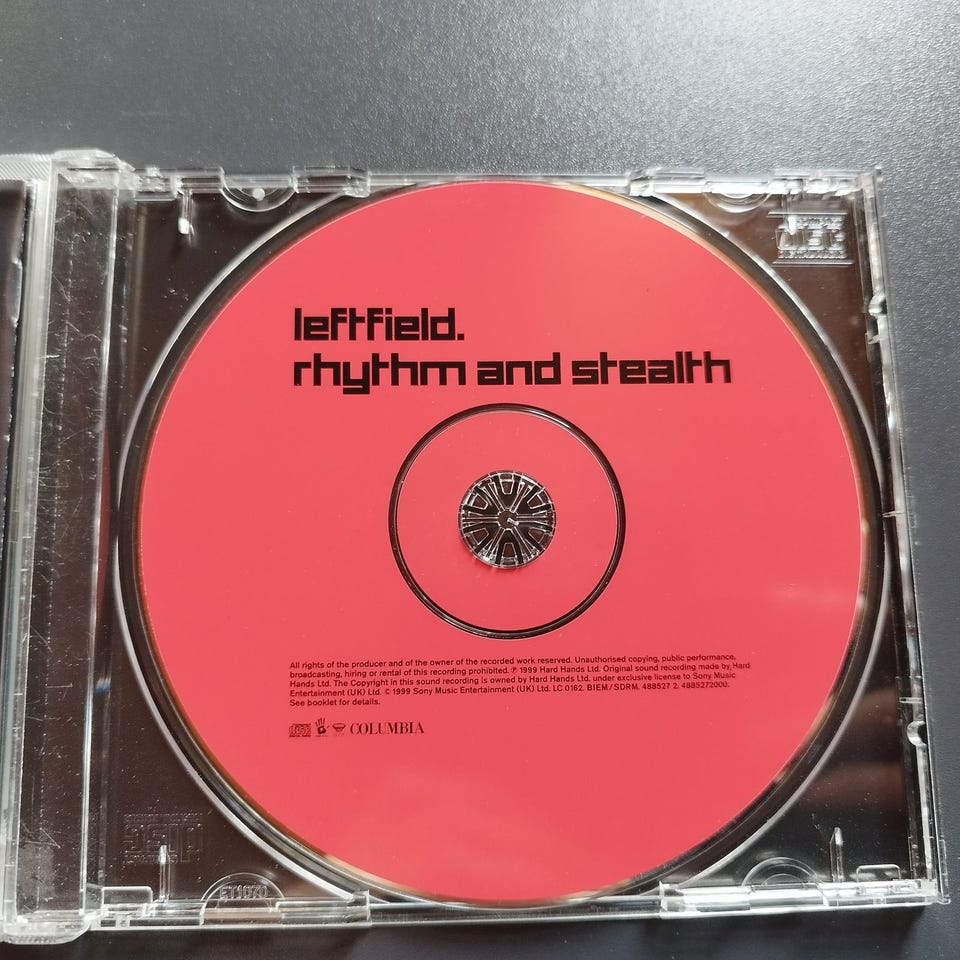 leftfield.
rhythm and stealth
All rights of the producer and of the owner of the recorded work reserved. Unauthorised copying, public performance,
broadcasting, hiring or rental of this recording prohibited. ℗ 1999 Hard Hands Ltd. Original sound recording made by Hard
Hands Ltd. The Copyright in this sound recording is owned by Hard Hands Ltd. under exclusive license to Sony Music
Entertainment (UK) Ltd. © 1999 Sony Music Entertainment (UK) Ltd. LC 0162. BIEM/SDRM. 488527 2. 4885272000.
See booklet for details.
COLUMBIA